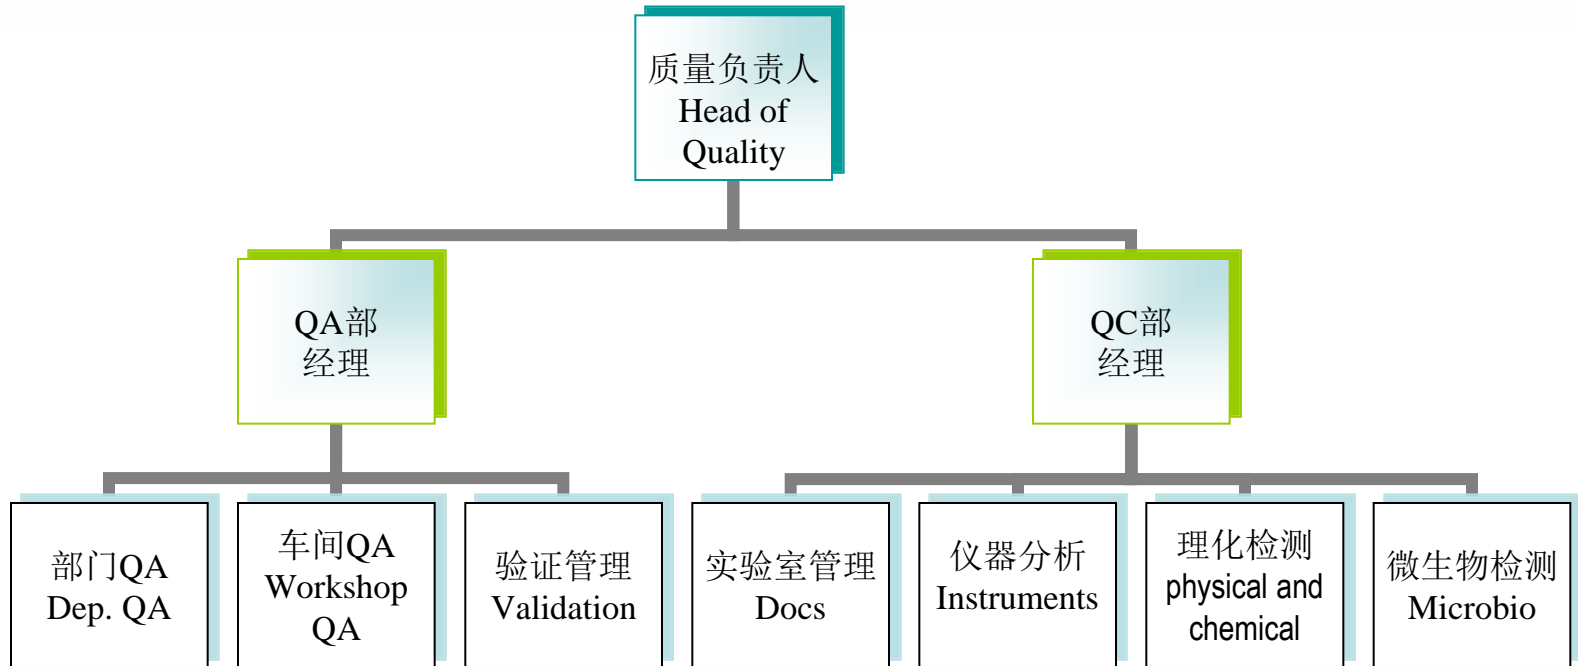 质量负责人
Head of
Quality
QA部
经理
QC部
经理
部门QA
Dep. QA
车间QA
Workshop
QA
验证管理
Validation
实验室管理
Docs
仪器分析
Instruments
理化检测
physical and
chemical
微生物检测
Microbio